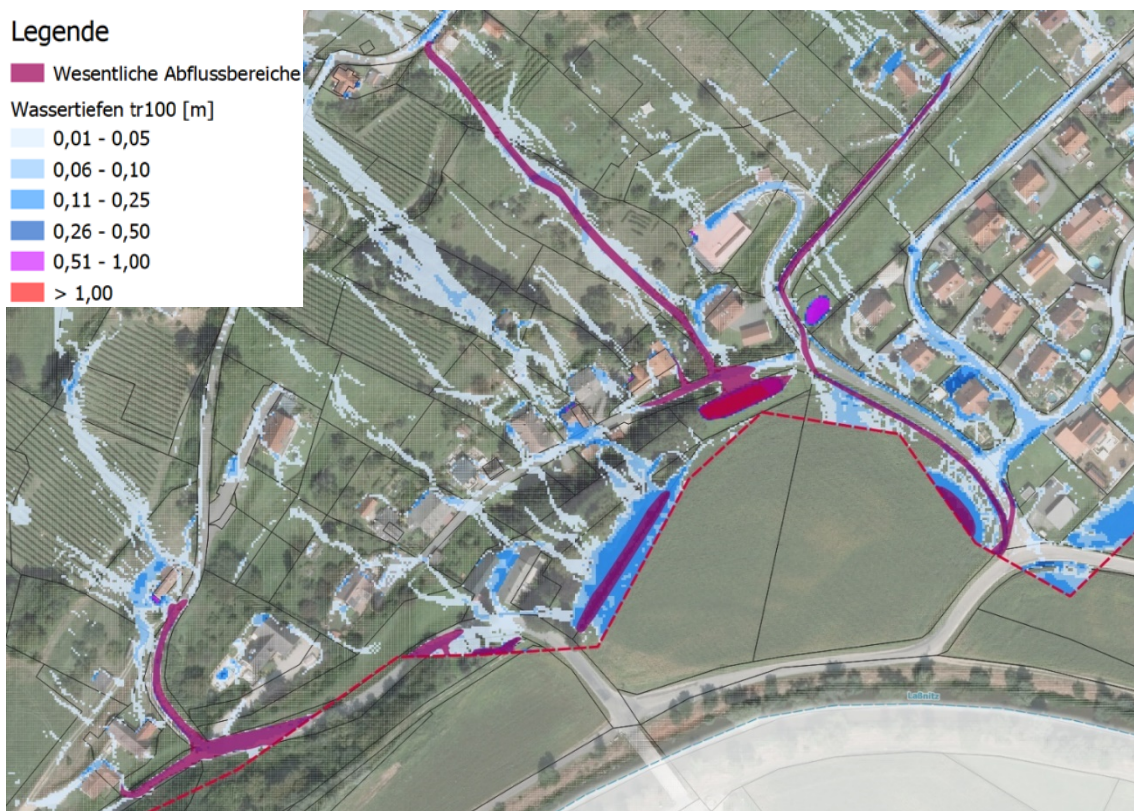 Legende
Wesentliche Abflussbereiche
Wassertiefen tr100 [m]
0,01 - 0,05
0,06 - 0,10
0,11 - 0,25
0,26 - 0,50
0,51 - 1,00
> 1,00
Laßnitz